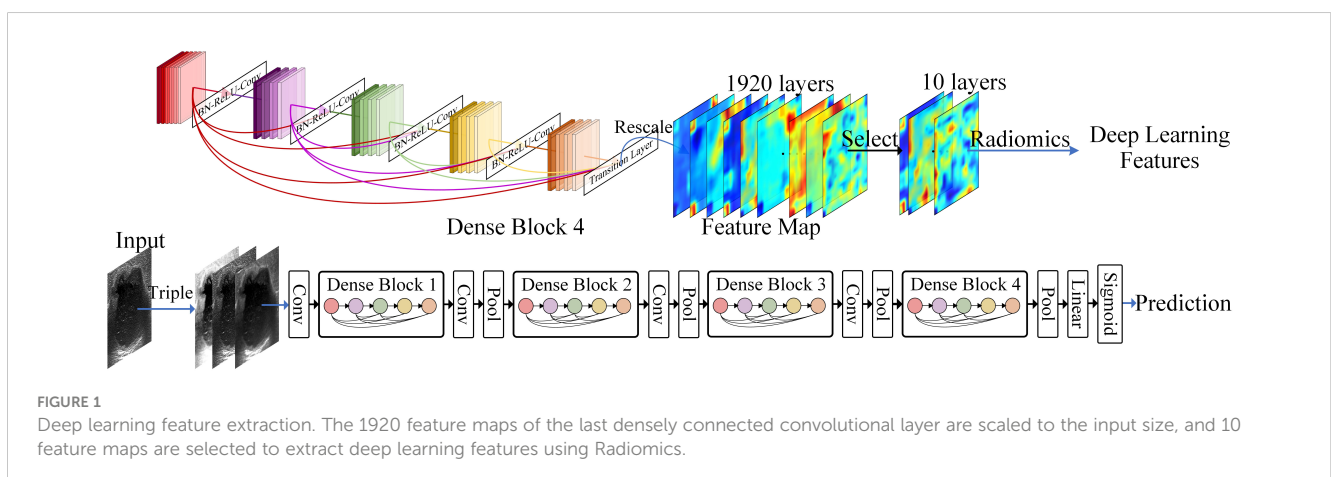 BN-ReLU-Conv
BN-ReLU-Conv
BN-ReLU-Conv
BN-ReLU-Conv
Transition Layer
Rescale
1920 layers
Select
10 layers
Radiomics
Deep Learning
Features
Dense Block 4
Feature Map
Input
Triple
Conv
Dense Block 1
Conv
Pool
Dense Block 2
Conv
Pool
Dense Block 3
Conv
Pool
Dense Block 4
Pool
Linear
Sigmoid
Prediction
FIGURE 1
Deep learning feature extraction. The 1920 feature maps of the last densely connected convolutional layer are scaled to the input size, and 10
feature maps are selected to extract deep learning features using Radiomics.